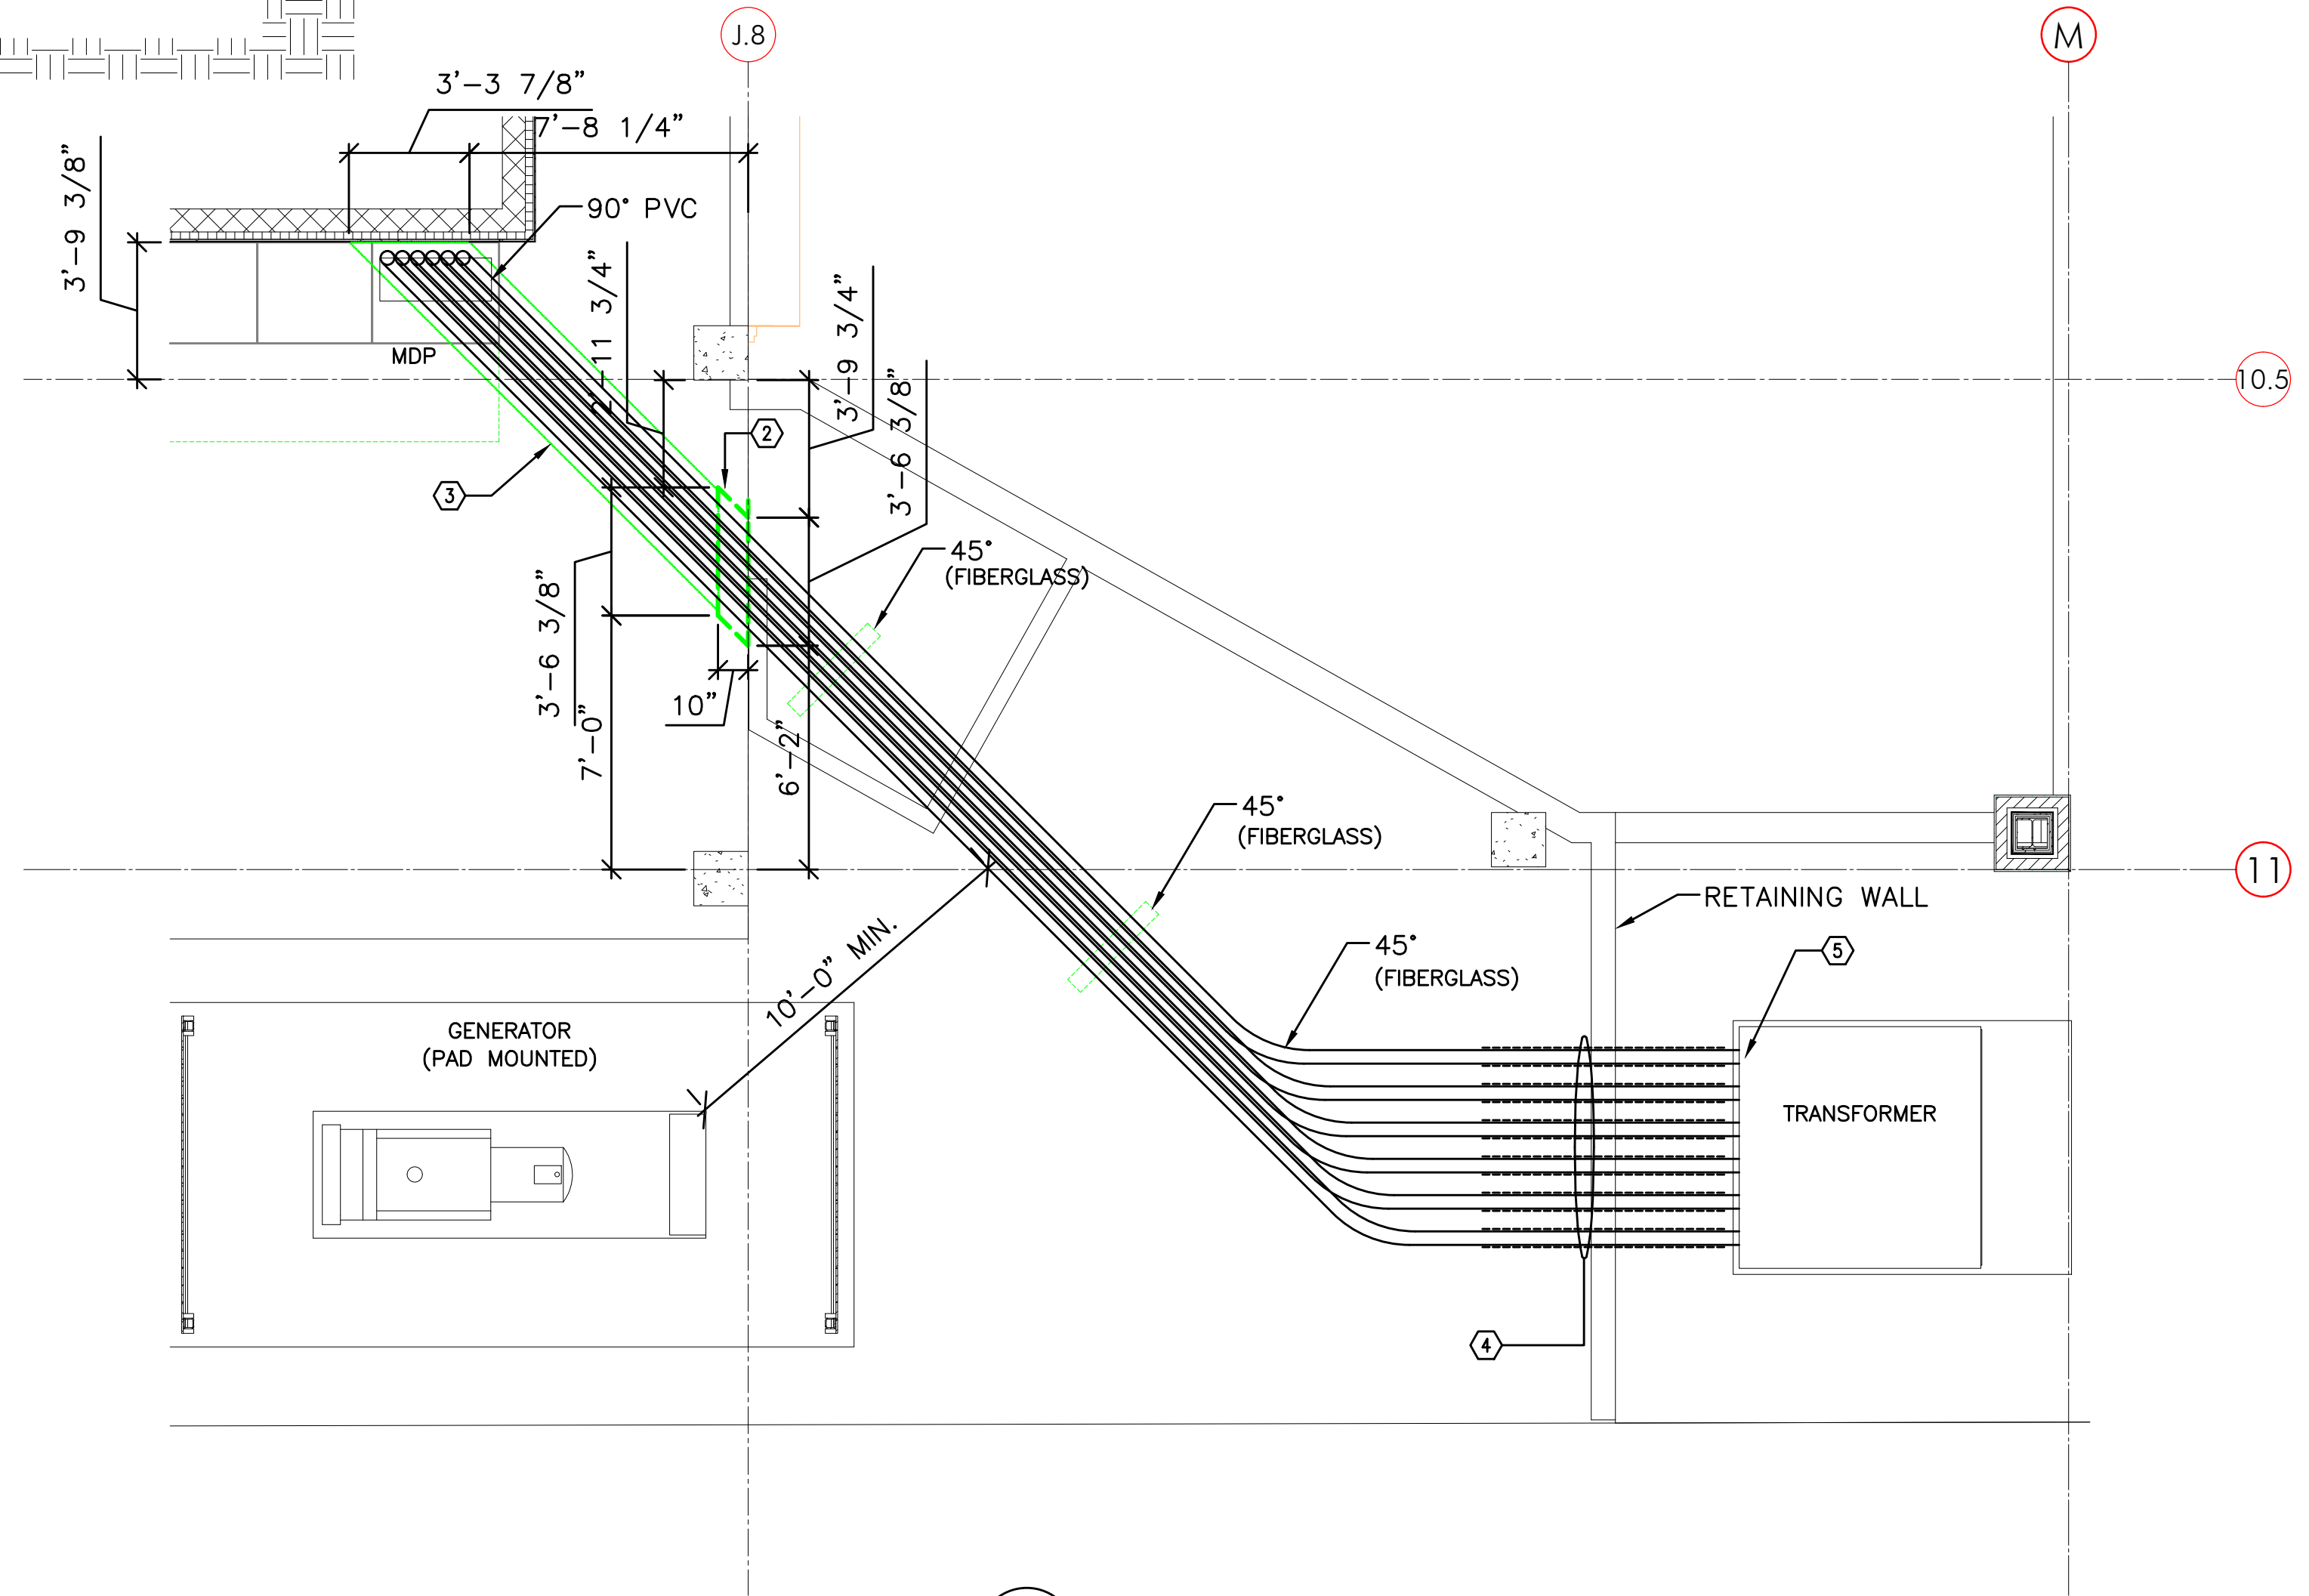 J.8
M
3'-3 7/8"
7'-8 1/4"
3'-9 3/8"
90° PVC
2'-11 3/4"
3'-9 3/4"
3'-6 3/8"
MDP
10.5
2
3
45°
(FIBERGLASS)
3'-6 3/8"
10"
7'-0"
6'-2"
45°
(FIBERGLASS)
11
RETAINING WALL
10'-0" MIN.
45°
(FIBERGLASS)
5
GENERATOR
(PAD MOUNTED)
TRANSFORMER
4